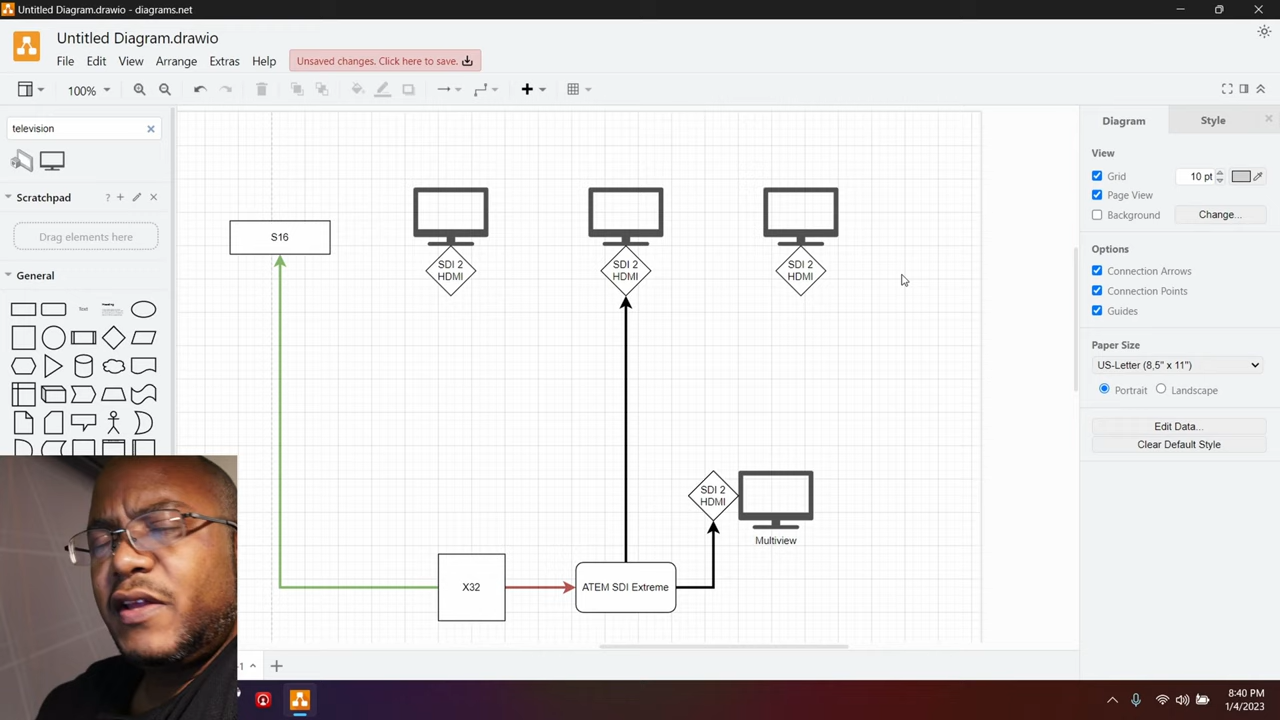 Untitled Diagram.drawio - diagrams.net
Untitled Diagram.drawio
File Edit View Arrange Extras Help Unsaved changes. Click here to save.
100%
television
Scratchpad
?
Drag elements here
General
Text
Heading
S16
SDI 2
HDMI
SDI 2
HDMI
SDI 2
HDMI
SDI 2
HDMI
Multiview
X32
ATEM SDI Extreme
Diagram Style
View
Grid 10 pt
Page View
Background Change...
Options
Connection Arrows
Connection Points
Guides
Paper Size
US-Letter (8,5" x 11")
Portrait Landscape
Edit Data...
Clear Default Style
-1
8:40 PM
1/4/2023